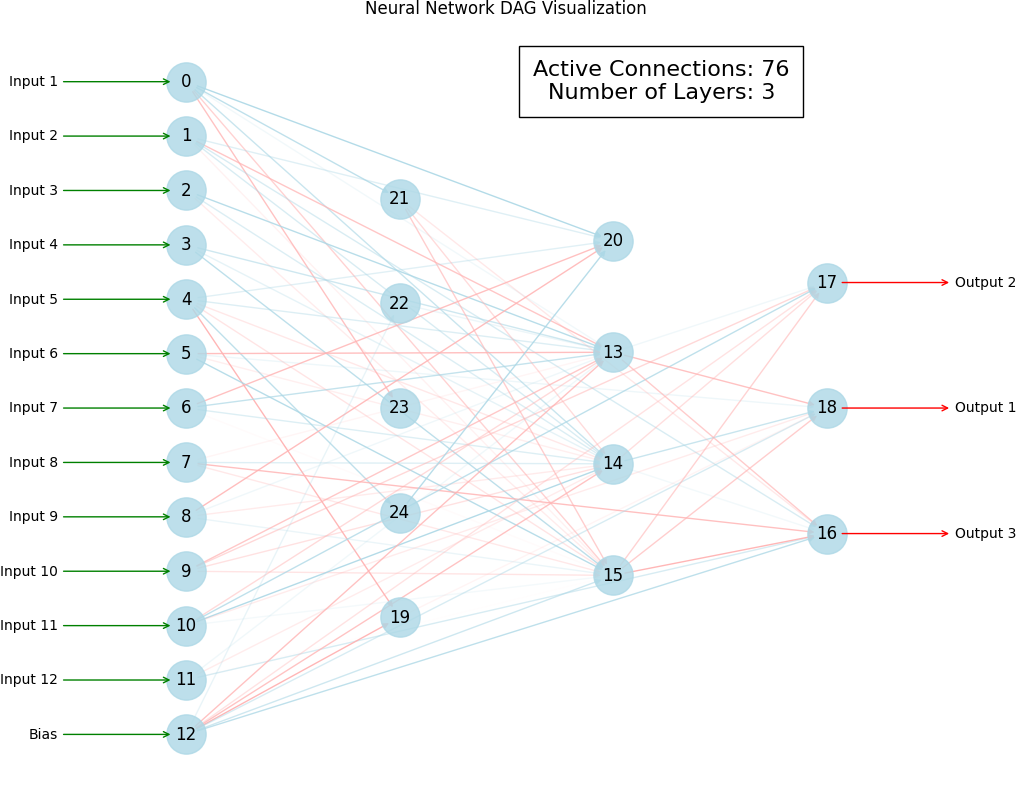 Neural Network DAG Visualization
Active Connections: 76
Number of Layers: 3
Input 1
0
Input 2
1
Input 3
2
21
Input 4
3
20
Input 5
4
22
17
Output 2
Input 6
5
13
Input 7
6
23
18
Output 1
Input 8
7
14
Input 9
8
24
16
Output 3
Input 10
9
15
Input 11
10
19
Input 12
11
Bias
12